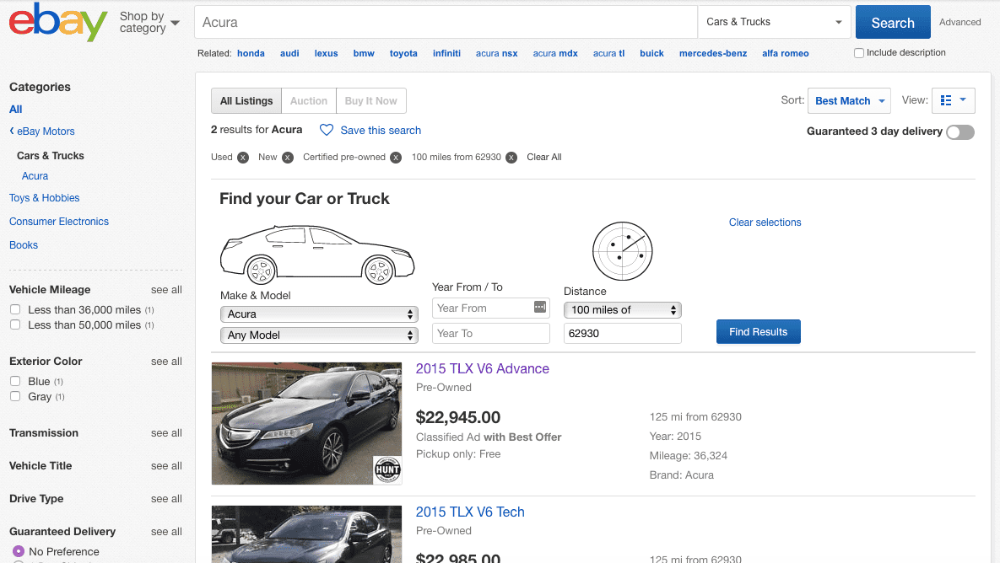 ebay
Shop by
category
Acura
Cars & Trucks
Search
Advanced
Related: honda audi lexus bmw toyota infiniti acura nsx acura mdx acura tl buick mercedes-benz alfa romeo
Include description
Categories
All
eBay Motors
Cars & Trucks
Acura
Toys & Hobbies
Consumer Electronics
Books
Vehicle Mileage see all
Less than 36,000 miles (1)
Less than 50,000 miles (1)
Exterior Color see all
Blue (1)
Gray (1)
Transmission see all
Vehicle Title see all
Drive Type see all
Guaranteed Delivery see all
No Preference
All Listings Auction Buy It Now
Sort: Best Match View:
2 results for Acura Save this search
Guaranteed 3 day delivery
Used x New x Certified pre-owned x 100 miles from 62930 x Clear All
Find your Car or Truck
Clear selections
Make & Model
Acura
Any Model
Year From / To
Year From
Year To
Distance
100 miles of
62930
Find Results
2015 TLX V6 Advance
Pre-Owned
$22,945.00
Classified Ad with Best Offer
Pickup only: Free
125 mi from 62930
Year: 2015
Mileage: 36,324
Brand: Acura
HUNT
2015 TLX V6 Tech
Pre-Owned
$22,985.00
125 mi from 62930